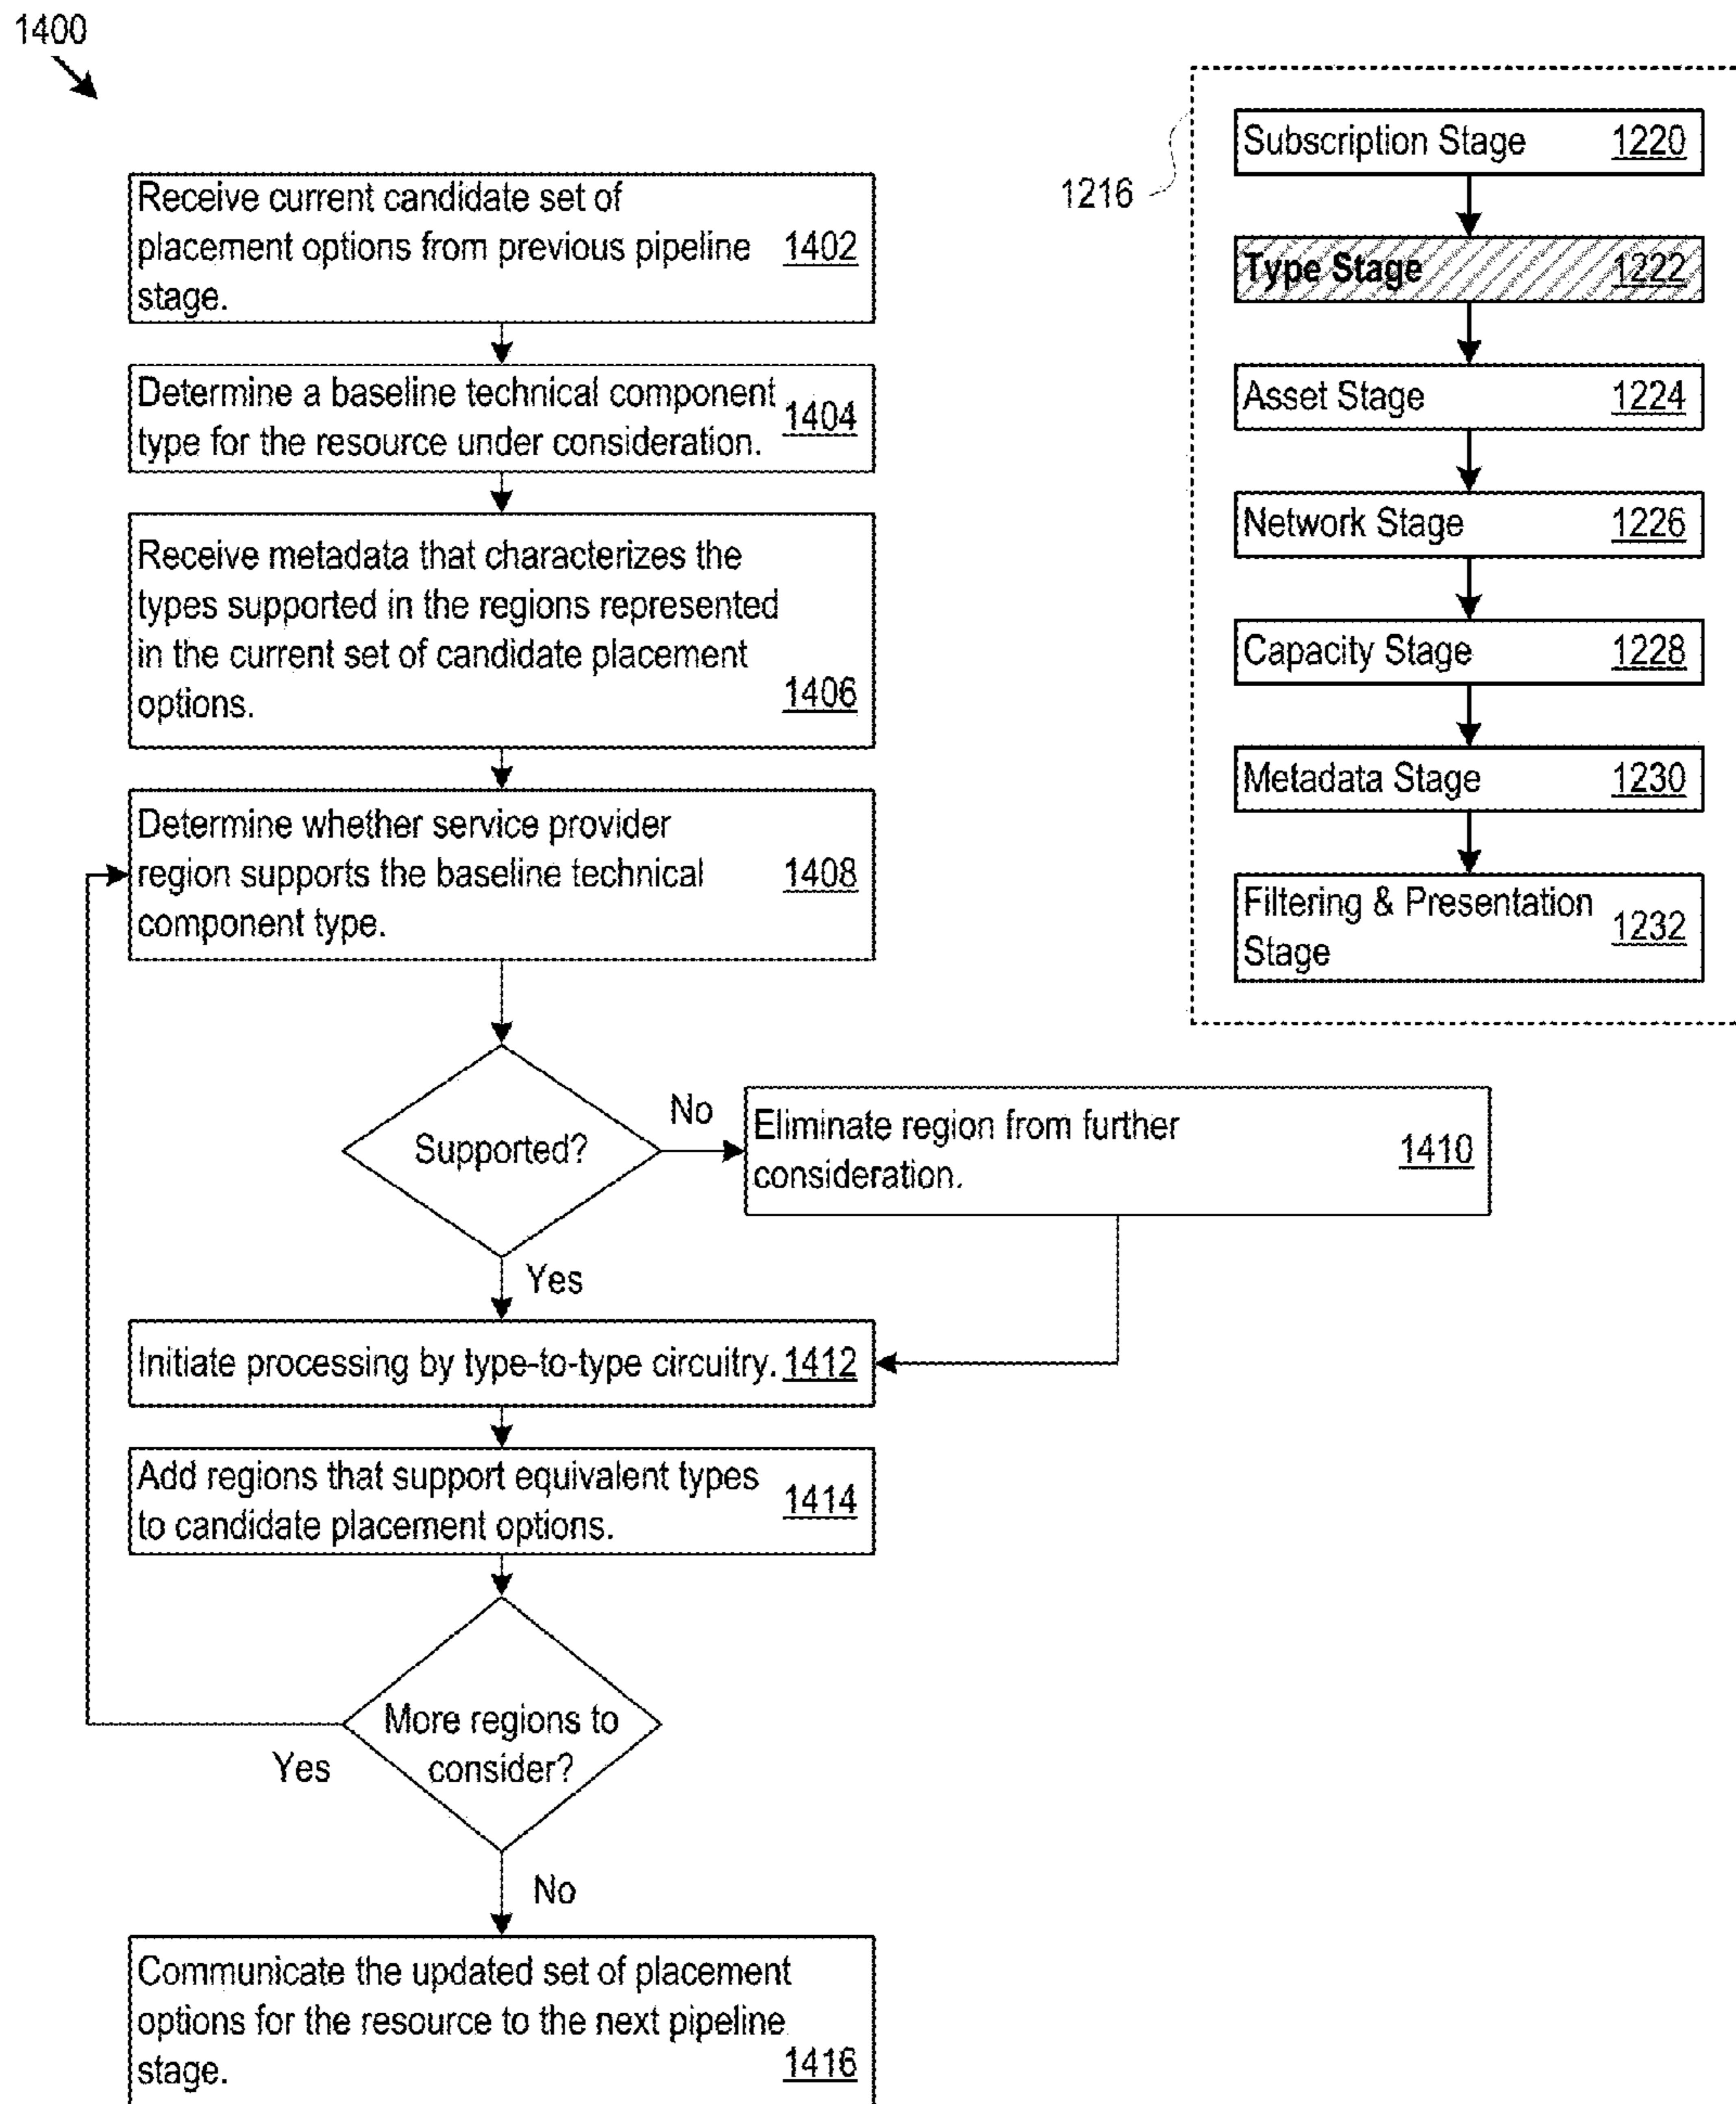 1400
Receive current candidate set of
placement options from previous pipeline 1402
stage.
Determine a baseline technical component
type for the resource under consideration. 1404
Receive metadata that characterizes the
types supported in the regions represented
in the current set of candidate placement
options. 1406
Determine whether service provider
region supports the baseline technical 1408
component type.
Supported?
No
Eliminate region from further
consideration. 1410
Yes
Initiate processing by type-to-type circuitry. 1412
Add regions that support equivalent types
to candidate placement options. 1414
More regions to
consider?
Yes
No
Communicate the updated set of placement
options for the resource to the next pipeline
stage. 1416
1216
Subscription Stage 1220
Type Stage 1222
Asset Stage 1224
Network Stage 1226
Capacity Stage 1228
Metadata Stage 1230
Filtering & Presentation
Stage 1232